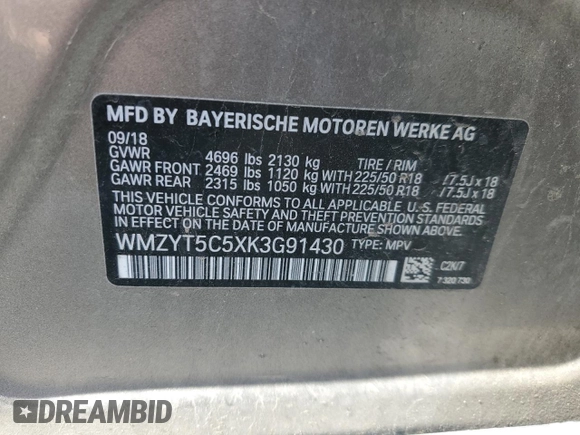 MFD BY BAYERISCHE MOTOREN WERKE AG
09/18
GVWR 4696 lbs 2130 kg TIRE / RIM
GAWR FRONT 2469 lbs 1120 kg WITH 225/50 R18 /7.5J x 18
GAWR REAR 2315 lbs 1050 kg WITH 225/50 R18 /7.5J x 18
THIS VEHICLE CONFORMS TO ALL APPLICABLE U. S. FEDERAL
MOTOR VEHICLE SAFETY AND THEFT PREVENTION STANDARDS
IN EFFECT ON THE DATE OF MANUFACTURE SHOWN ABOVE.
WMZYT5C5XK3G91430 TYPE: MPV
C2K/7
7 320 730
DREAMBID